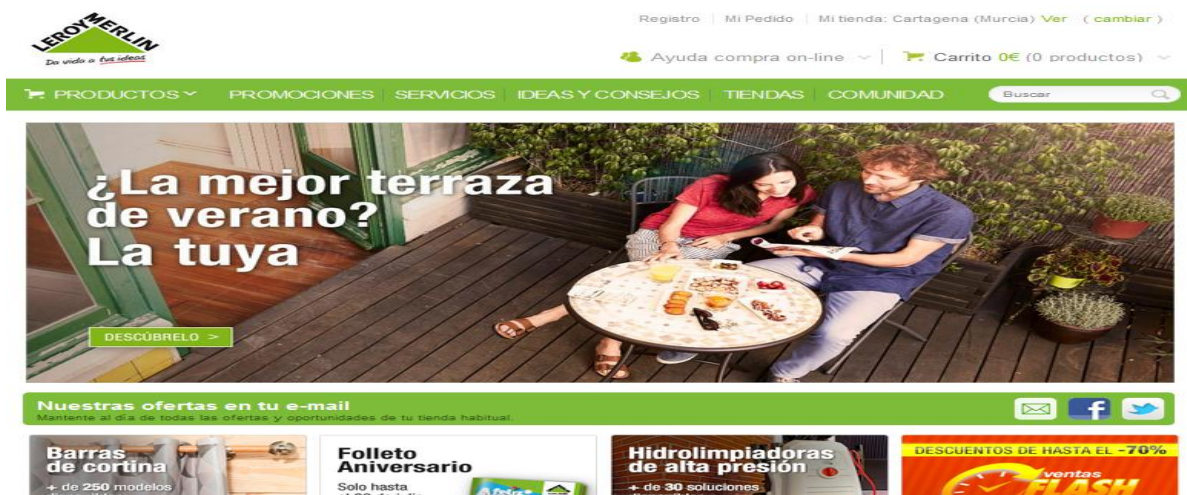 LEROY MERLIN
Da vida a tus ideas
Registro | Mi Pedido | Mi tienda: Cartagena (Murcia) Ver ( cambiar )
Ayuda compra on-line | Carrito 0€ (0 productos)
PRODUCTOS PROMOCIONES | SERVICIOS | IDEAS Y CONSEJOS | TIENDAS | COMUNIDAD Buscar
¿La mejor terraza
de verano?
La tuya
DESCÚBRELO >
Nuestras ofertas en tu e-mail
Mantente al día de todas las ofertas y oportunidades de tu tienda habitual.
Barras
de cortina
+ de 250 modelos
Folleto
Aniversario
Solo hasta
Hidrolimpiadoras
de alta presión
+ de 30 soluciones
DESCUENTOS DE HASTA EL -70%
ventas
FLASH